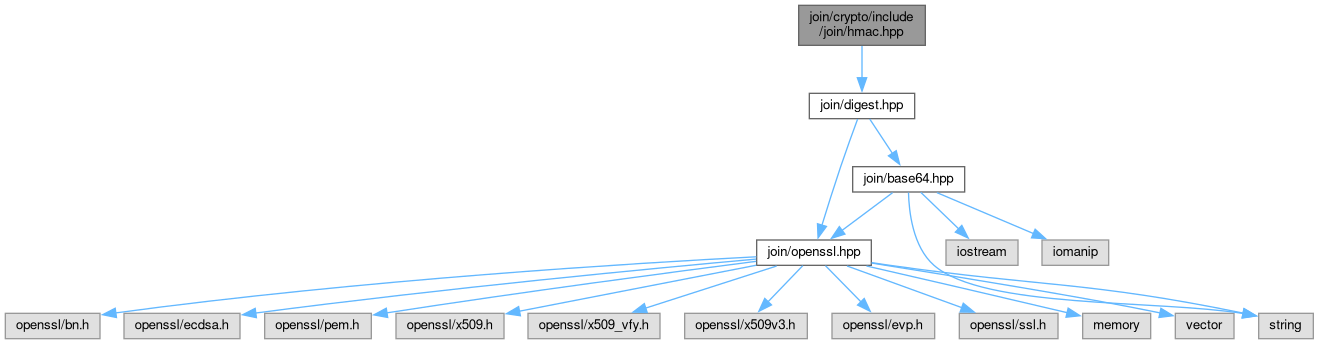 join/crypto/include
/join/hmac.hpp
join/digest.hpp
join/base64.hpp
join/openssl.hpp
iostream
iomanip
openssl/bn.h
openssl/ecdsa.h
openssl/pem.h
openssl/x509.h
openssl/x509_vfy.h
openssl/x509v3.h
openssl/evp.h
openssl/ssl.h
memory
vector
string